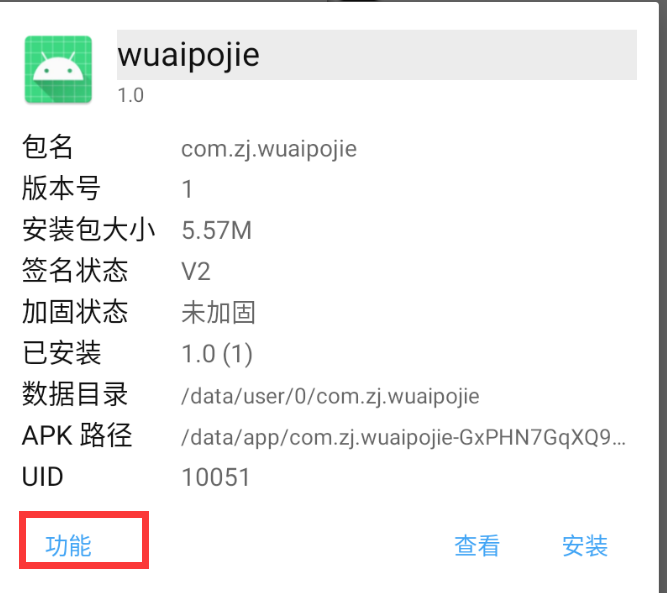 wuaipojie
1.0
包名 com.zj.wuaipojie
版本号 1
安装包大小 5.57M
签名状态 V2
加固状态 未加固
已安装 1.0 (1)
数据目录 /data/user/0/com.zj.wuaipojie
APK 路径 /data/app/com.zj.wuaipojie-GxPHN7GqXQ9...
UID 10051
功能 查看 安装